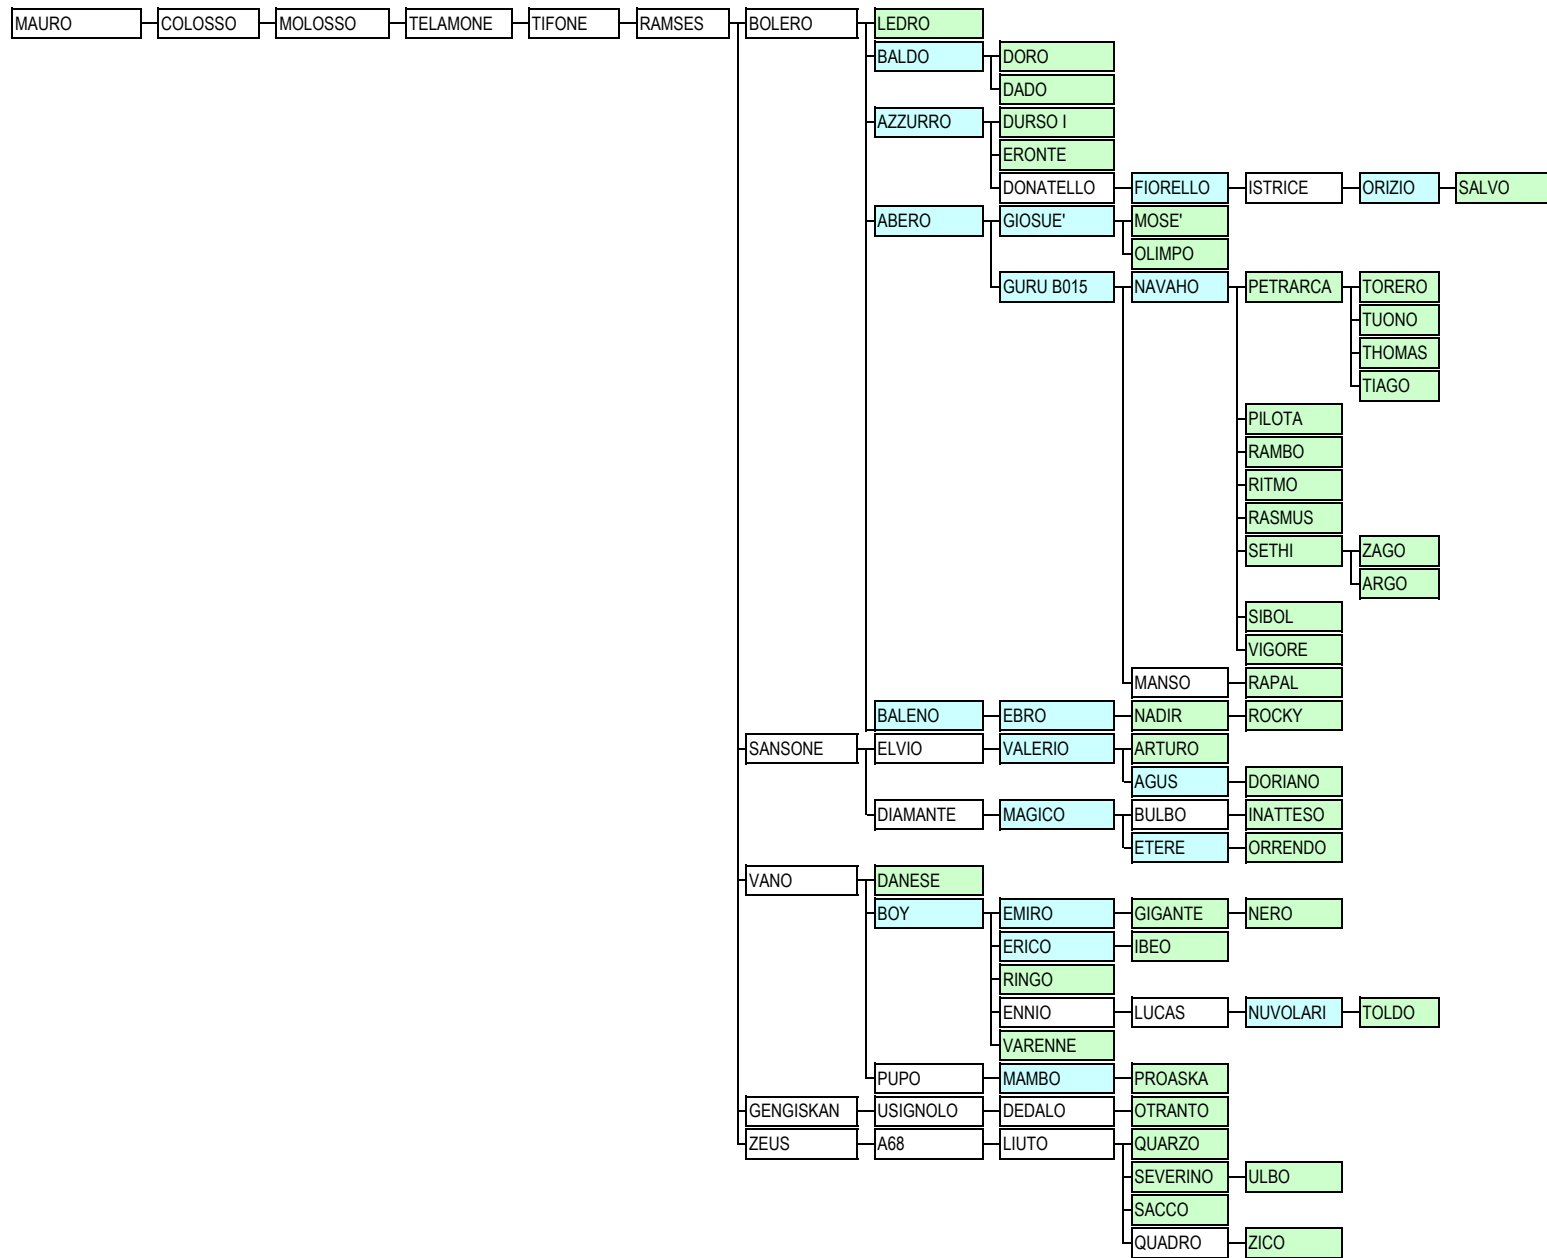 MAURO COLOSSO MOLOSSO TELAMONE TIFONE RAMSES BOLERO LEDRO
BALDO DORO
DADO
AZZURRO DURSO I
ERONTE
DONATELLO FIORELLO ISTRICE ORIZIO SALVO
ABERO GIOSUE' MOSE'
OLIMPO
GURU B015 NAVAHO PETRARCA TORERO
TUONO
THOMAS
TIAGO
PILOTA
RAMBO
RITMO
RASMUS
SETHI ZAGO
ARGO
SIBOL
VIGORE
MANSO RAPAL
BALENO EBRO NADIR ROCKY
SANSONE ELVIO VALERIO ARTURO
AGUS DORIANO
DIAMANTE MAGICO BULBO INATTESO
ETERE ORRENDO
VANO DANESE
BOY EMIRO GIGANTE NERO
ERICO IBEO
RINGO
ENNIO LUCAS NUVOLARI TOLDO
VARENNE
PUPO MAMBO PROASKA
GENGISKAN USIGNOLO DEDALO OTRANTO
ZEUS A68 LIUTO QUARZO
SEVERINO ULBO
SACCO
QUADRO ZICO